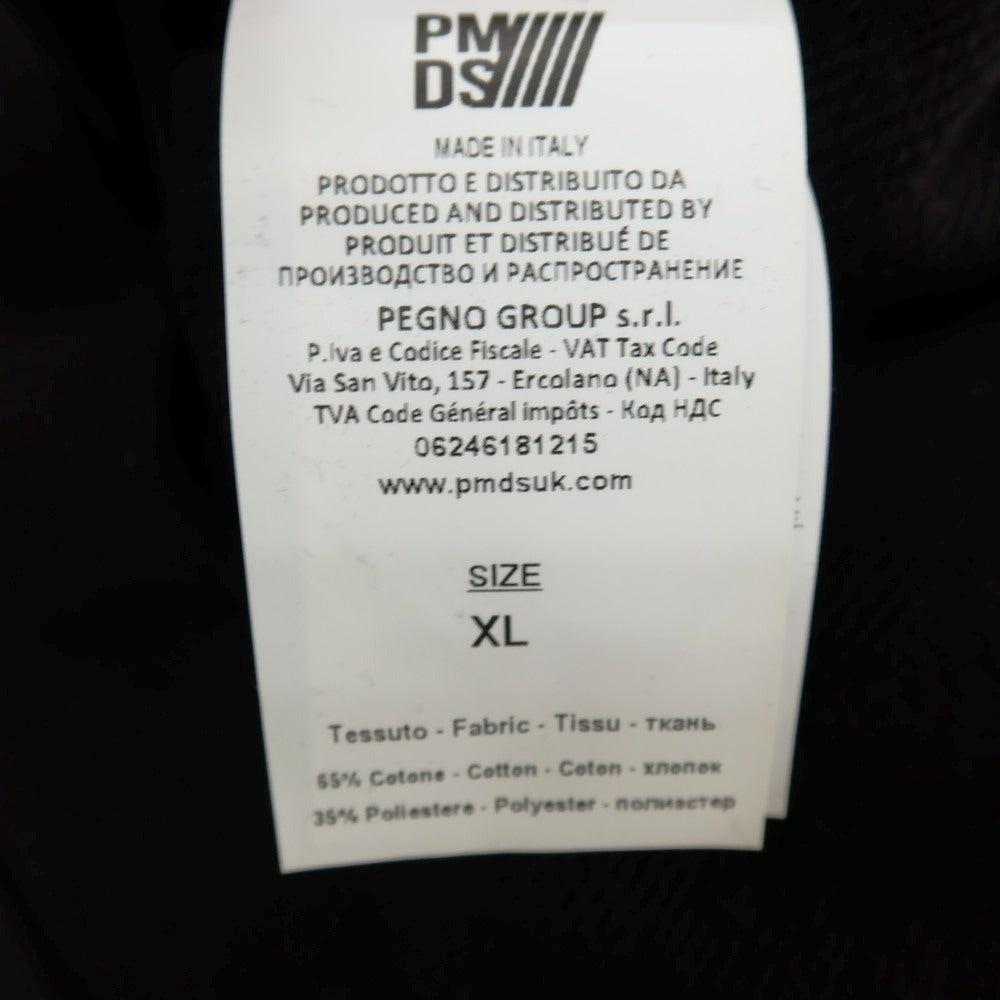 PM
DS
MADE IN ITALY
PRODOTTO E DISTRIBUITO DA
PRODUCED AND DISTRIBUTED BY
PRODUIT ET DISTRIBUÉ DE
ПРОИЗВОДСТВО И РАСПРОСТРАНЕНИЕ
PEGNO GROUP s.r.l.
P.Iva e Codice Fiscale - VAT Tax Code
Via San Vito, 157 - Ercolano (NA) - Italy
TVA Code Général impôts - Код НДС
06246181215
www.pmdsuk.com
SIZE
XL
Tessuto - Fabric - Tissu - ткань
65% Cotone - Cotton - Coton - хлопок
35% Poliestere - Polyester - полиэстер